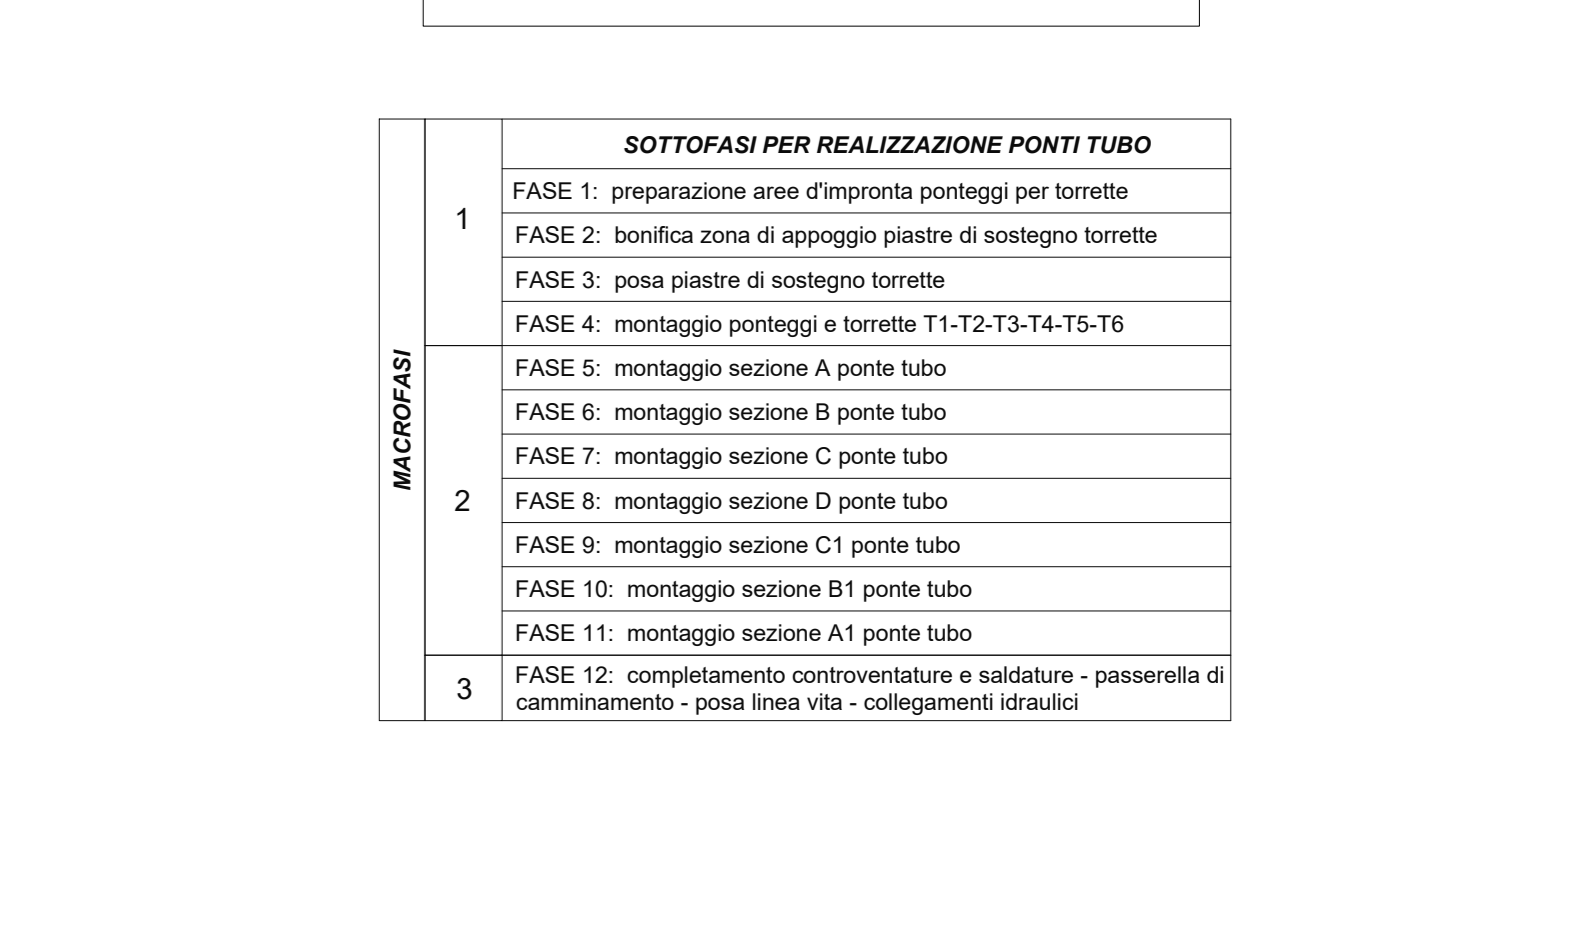 MACROFASI
1
SOTTOFASI PER REALIZZAZIONE PONTI TUBO
FASE 1: preparazione aree d'impronta ponteggi per torrette
FASE 2: bonifica zona di appoggio piastre di sostegno torrette
FASE 3: posa piastre di sostegno torrette
FASE 4: montaggio ponteggi e torrette T1-T2-T3-T4-T5-T6
2
FASE 5: montaggio sezione A ponte tubo
FASE 6: montaggio sezione B ponte tubo
FASE 7: montaggio sezione C ponte tubo
FASE 8: montaggio sezione D ponte tubo
FASE 9: montaggio sezione C1 ponte tubo
FASE 10: montaggio sezione B1 ponte tubo
FASE 11: montaggio sezione A1 ponte tubo
3
FASE 12: completamento controventature e saldature - passerella di
camminamento - posa linea vita - collegamenti idraulici